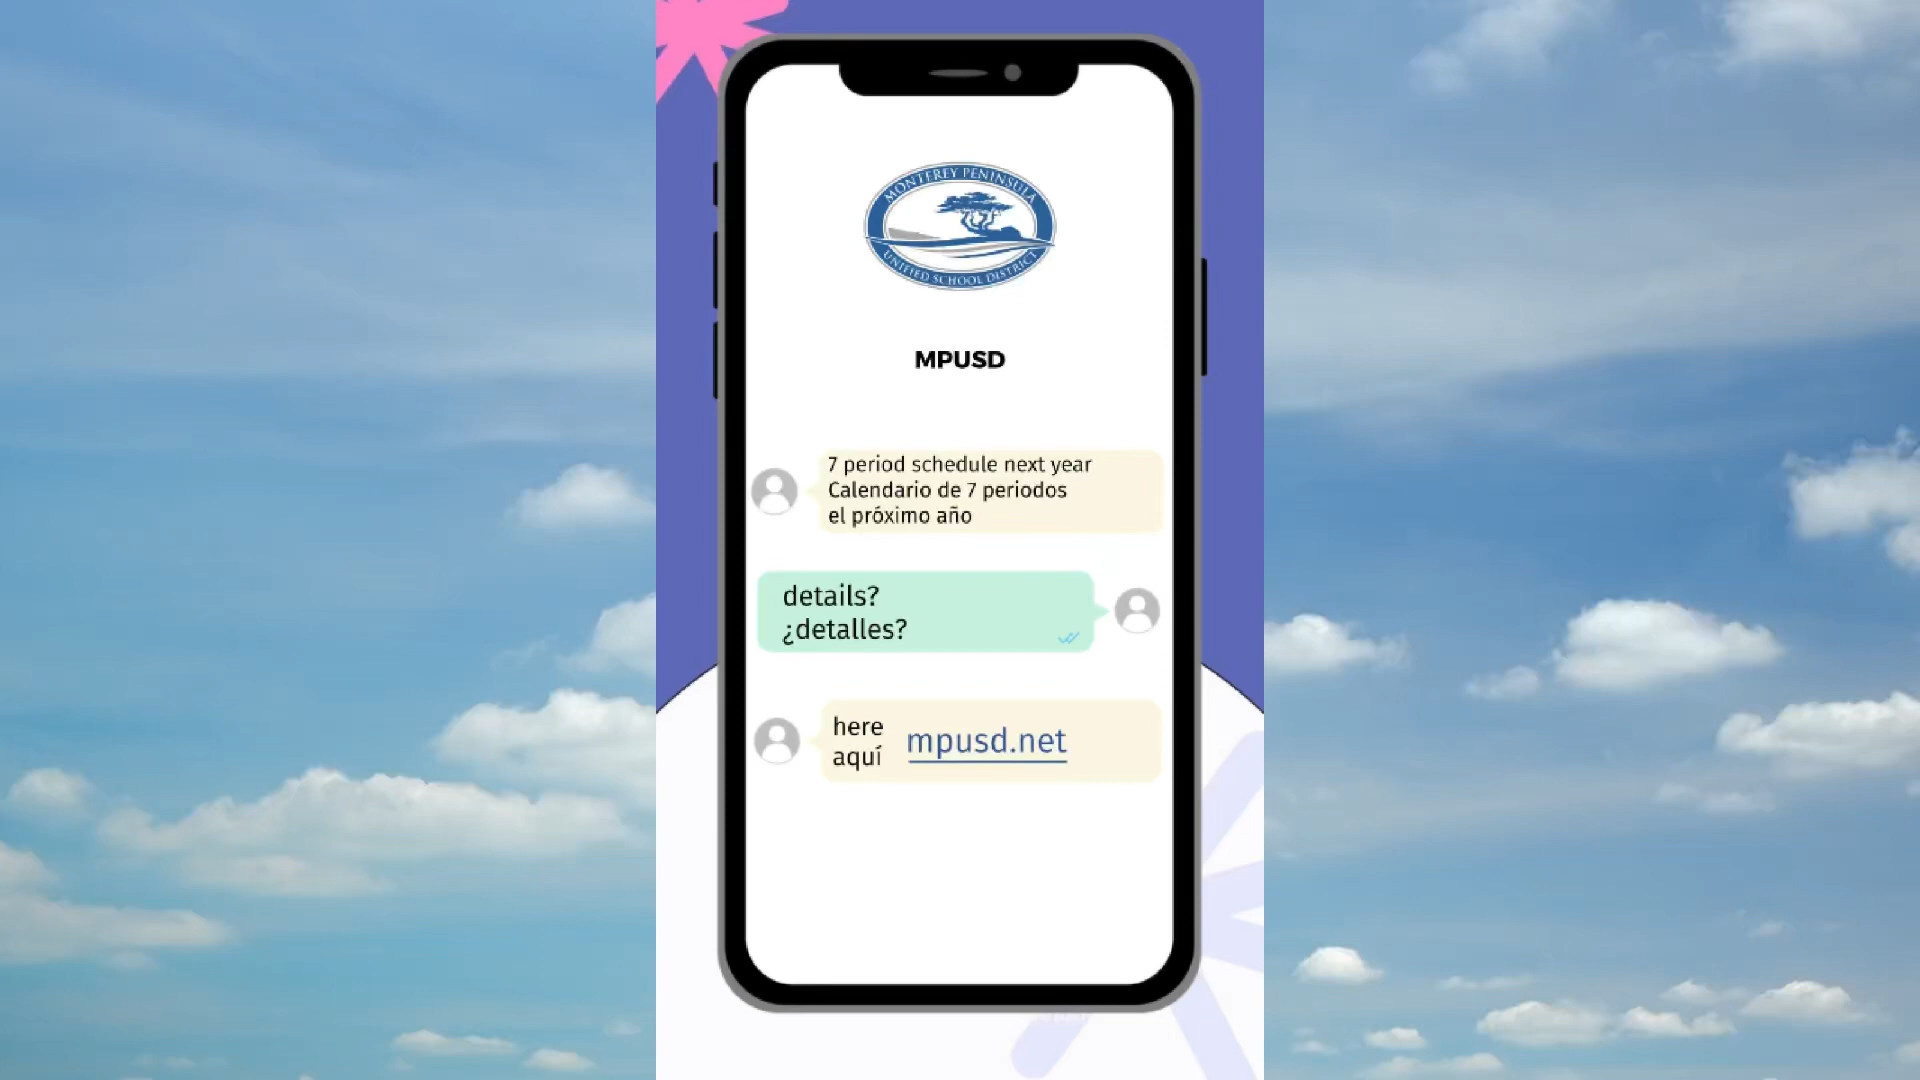 MONTEREY PENINSULA
UNIFIED SCHOOL DISTRICT
MPUSD
7 period schedule next year
Calendario de 7 periodos
el próximo año
details?
¿detalles?
here
aquí
mpusd.net